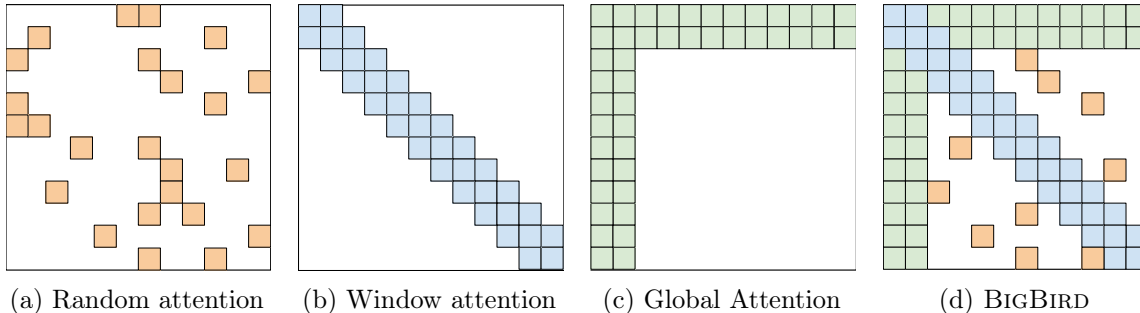 (a) Random attention
(b) Window attention
(c) Global Attention
(d) BIGBIRD